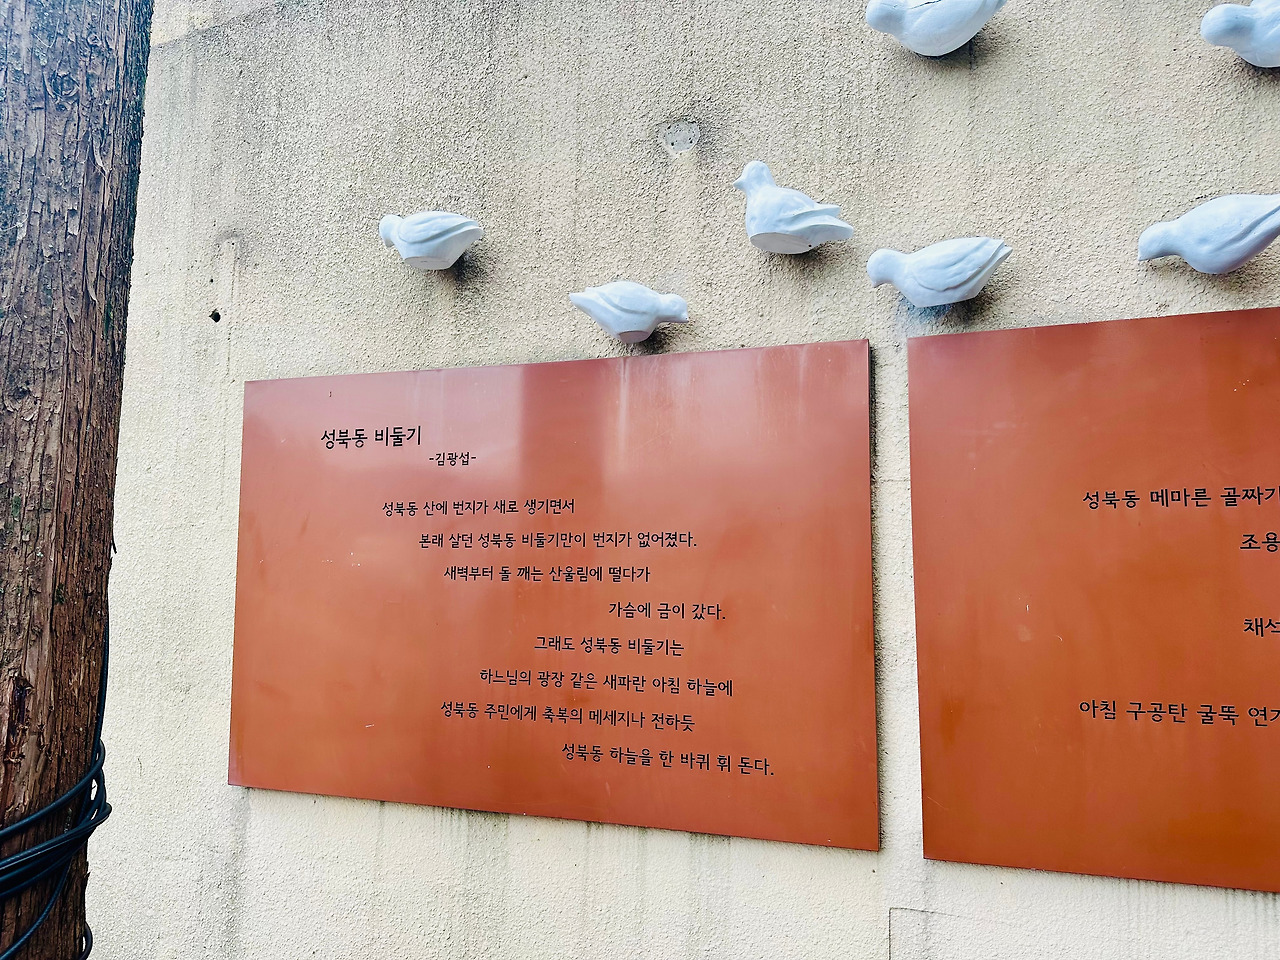 성북동 비둘기
-김광섭-
성북동 산에 번지가 새로 생기면서
본래 살던 성북동 비둘기만이 번지가 없어졌다.
새벽부터 돌 깨는 산울림에 떨다가
가슴에 금이 갔다.
그래도 성북동 비둘기는
하느님의 광장 같은 새파란 아침 하늘에
성북동 주민에게 축복의 메세지나 전하듯
성북동 하늘을 한 바퀴 휘 돈다.
성북동 메마른 골짜기
조용
채석
아침 구공탄 굴뚝 연기